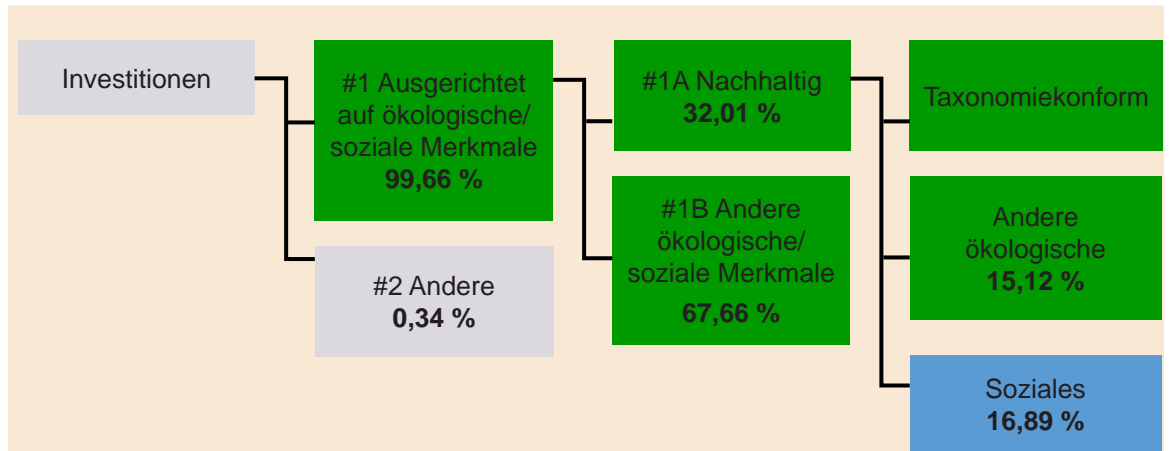 Investitionen
#1 Ausgerichtet
auf ökologische/
soziale Merkmale
99,66 %
#2 Andere
0,34 %
#1A Nachhaltig
32,01 %
#1B Andere
ökologische/
soziale Merkmale
67,66 %
Taxonomiekonform
Andere
ökologische
15,12 %
Soziales
16,89 %